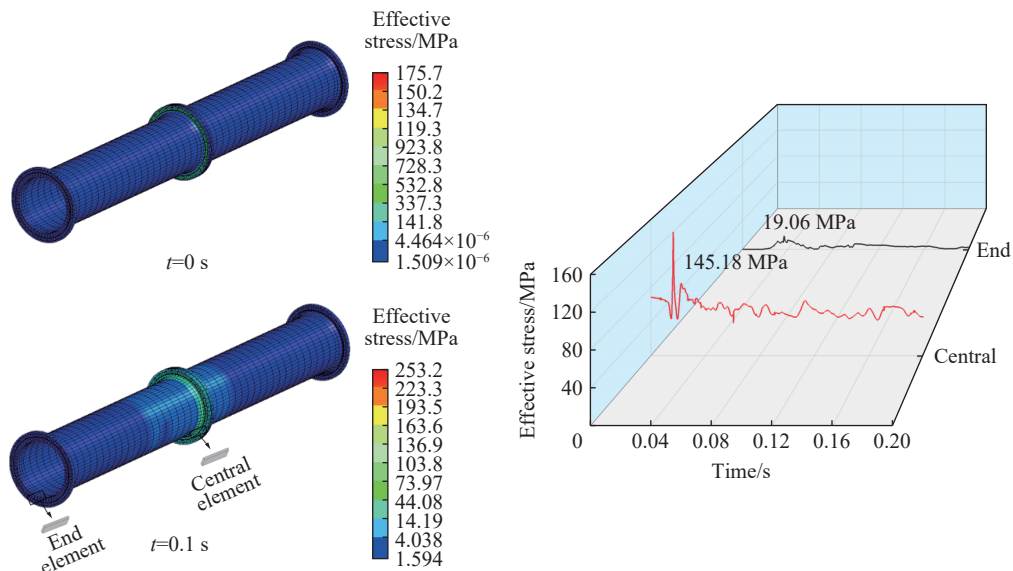 Effective
stress/MPa
175.7
150.2
134.7
119.3
923.8
728.3
532.8
337.3
141.8
4.464×10⁻⁶
1.509×10⁻⁶
t=0 s
Effective
stress/MPa
253.2
223.3
193.5
163.6
136.9
103.8
73.97
44.08
14.19
4.038
1.594
Central
element
End
element
t=0.1 s
19.06 MPa
145.18 MPa
End
Central
Effective stress/MPa
160
120
80
40
0
0.04
0.08
0.12
0.16
0.20
Time/s